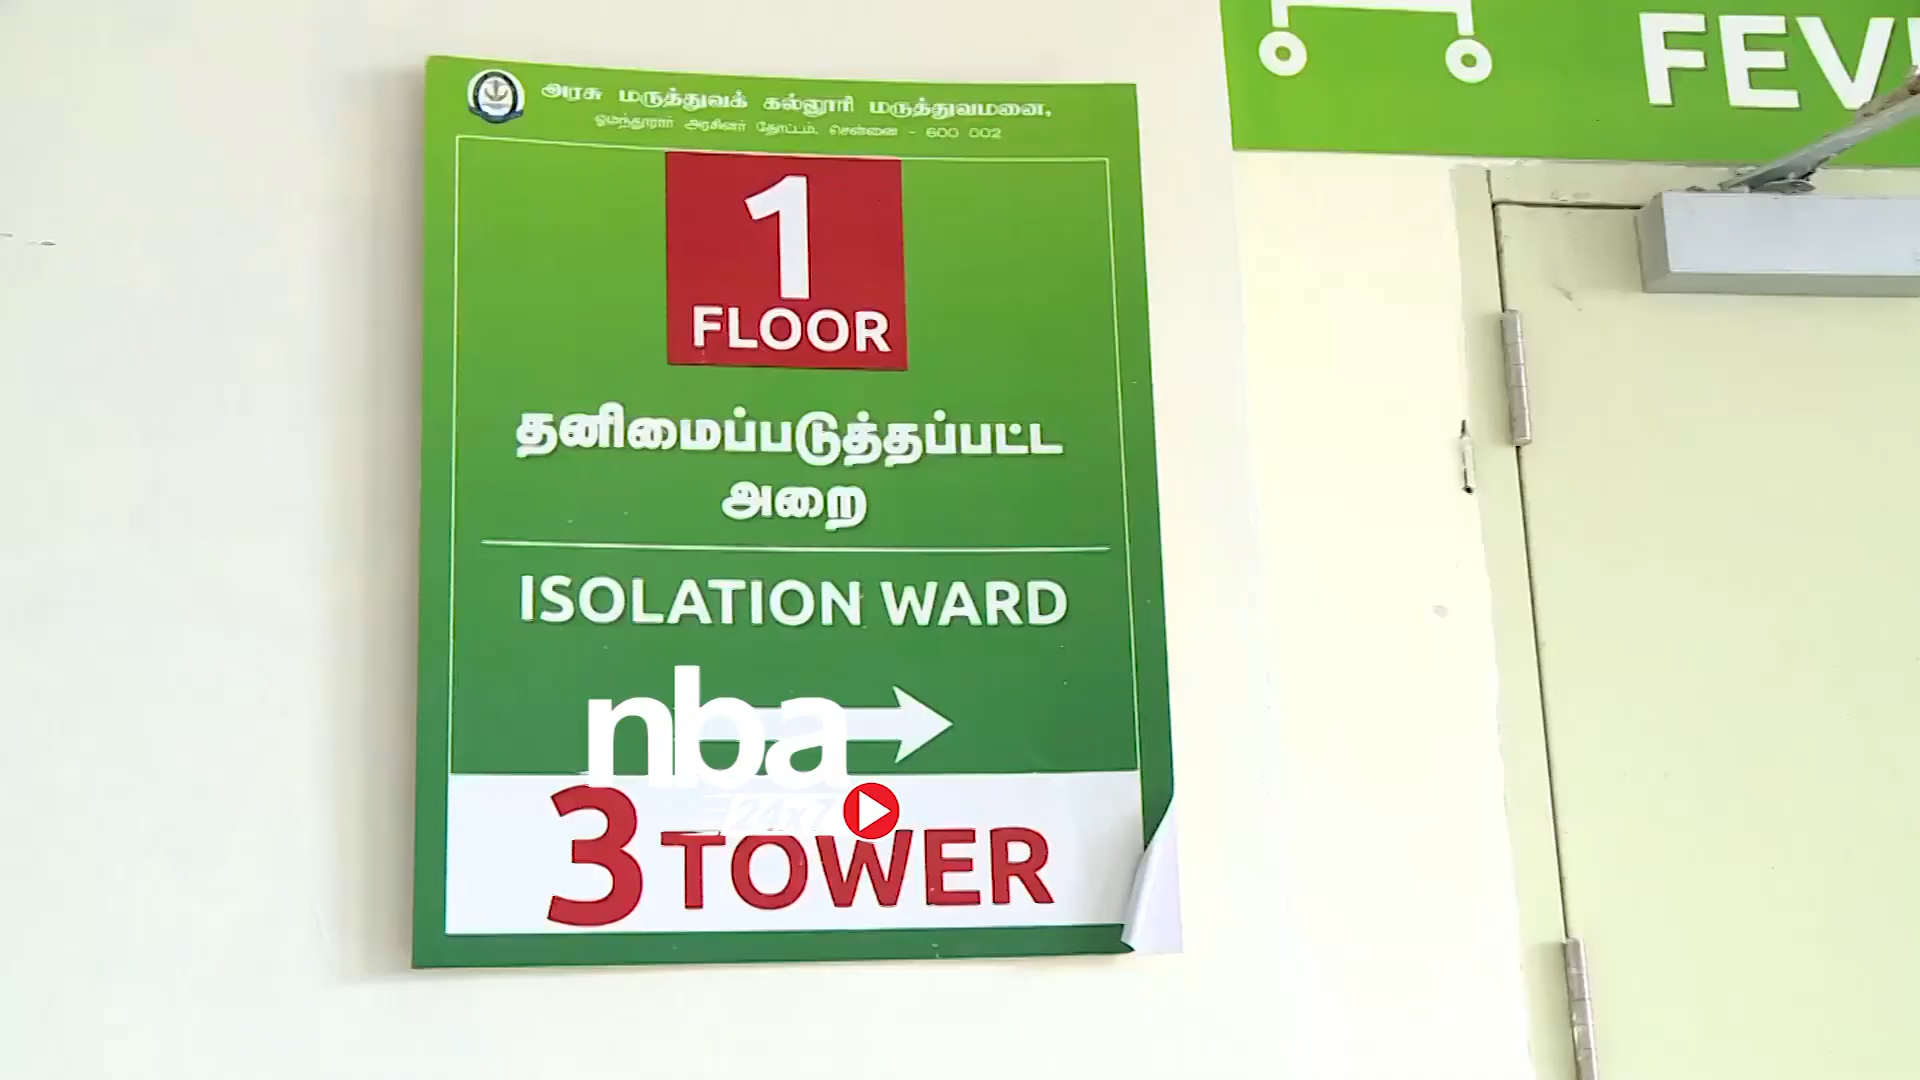 அரசு மருத்துவக் கல்லூரி மருத்துவமனை,
ஓமந்தூரார் அரசினர் தோட்டம், சென்னை - 600 002
1
FLOOR
தனிமைப்படுத்தப்பட்ட
அறை
ISOLATION WARD
nba
24x7
3 TOWER
FEV